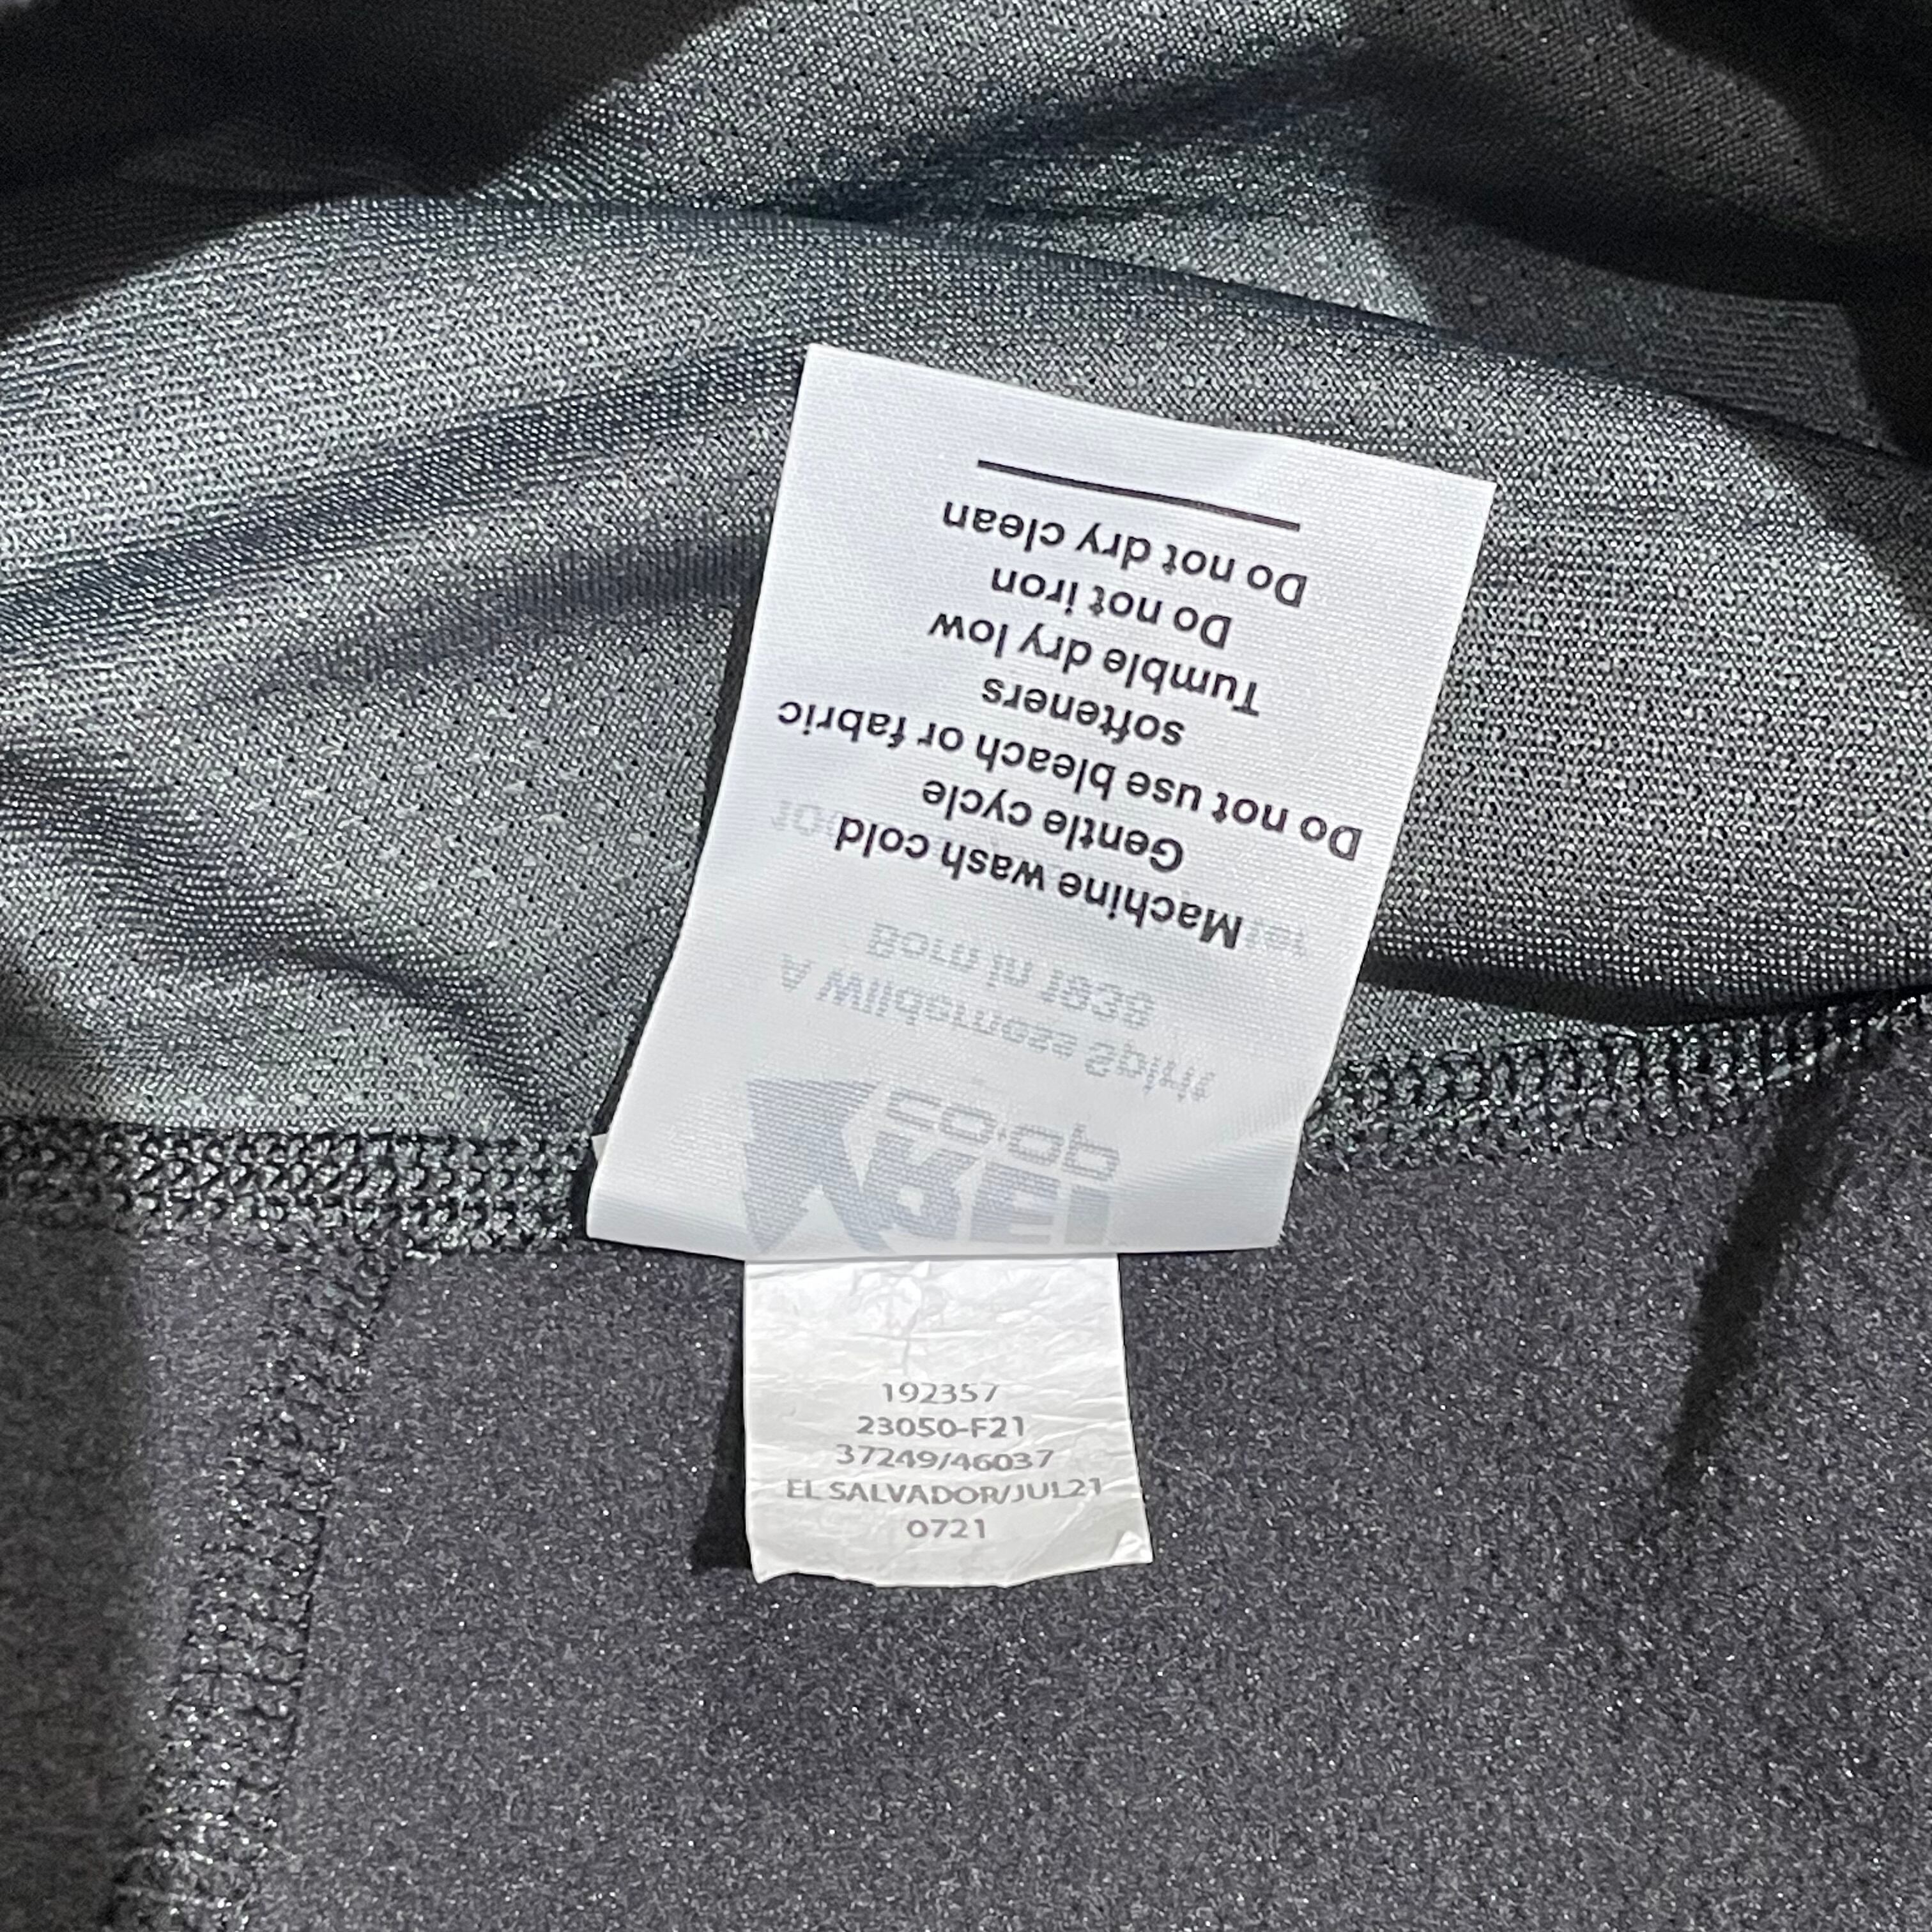 Machine wash cold
Gentle cycle
Do not use bleach or fabric
softeners
Tumble dry low
Do not iron
Do not dry clean
REI
co·op
A Wilderness Spirit
Born in 1938
192357
23050-F21
37249/46037
EL SALVADOR/JUL21
0721